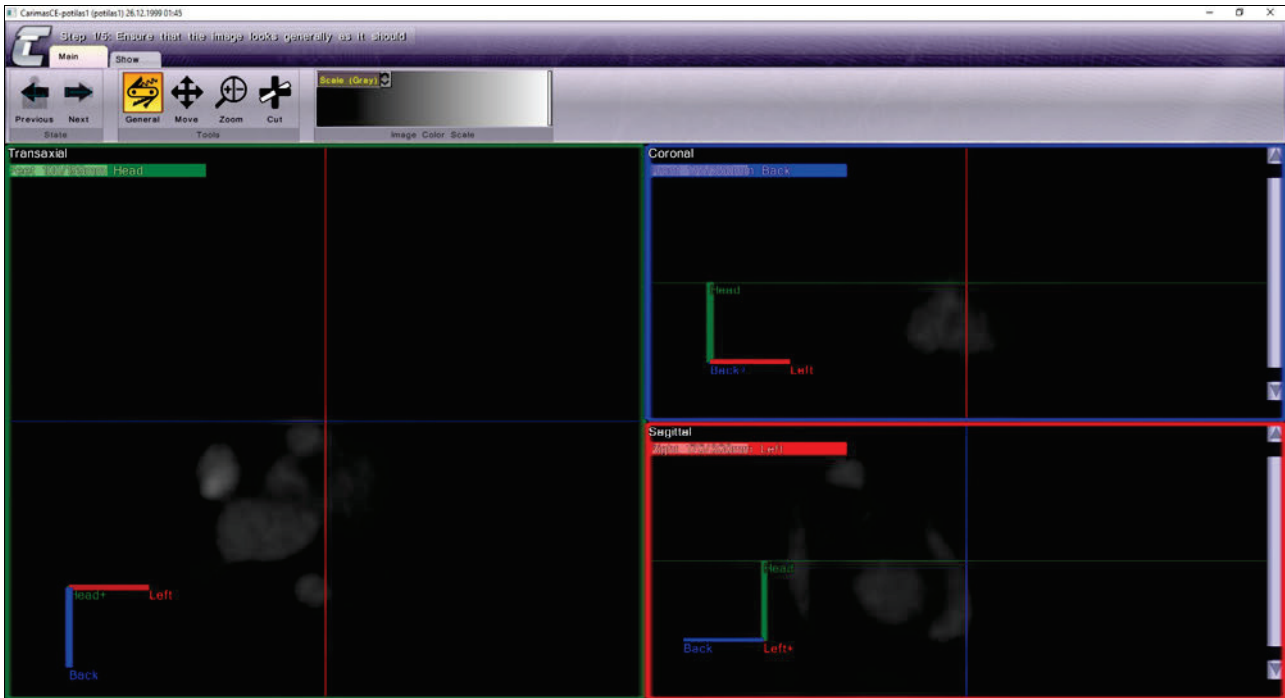 CarimasCE-potilas1 (potilas1) 26.12.1999 01:45
Step 1/5: Ensure that the image looks generally as it should
Main
Show
Scale (Gray)
Previous
Next
General
Move
Zoom
Cut
State
Tools
Image Color Scale
Transaxial
Head
Head+
Left
Back
Coronal
Back
Head
Back+
Left
Sagittal
Left
Head
Back
Left+